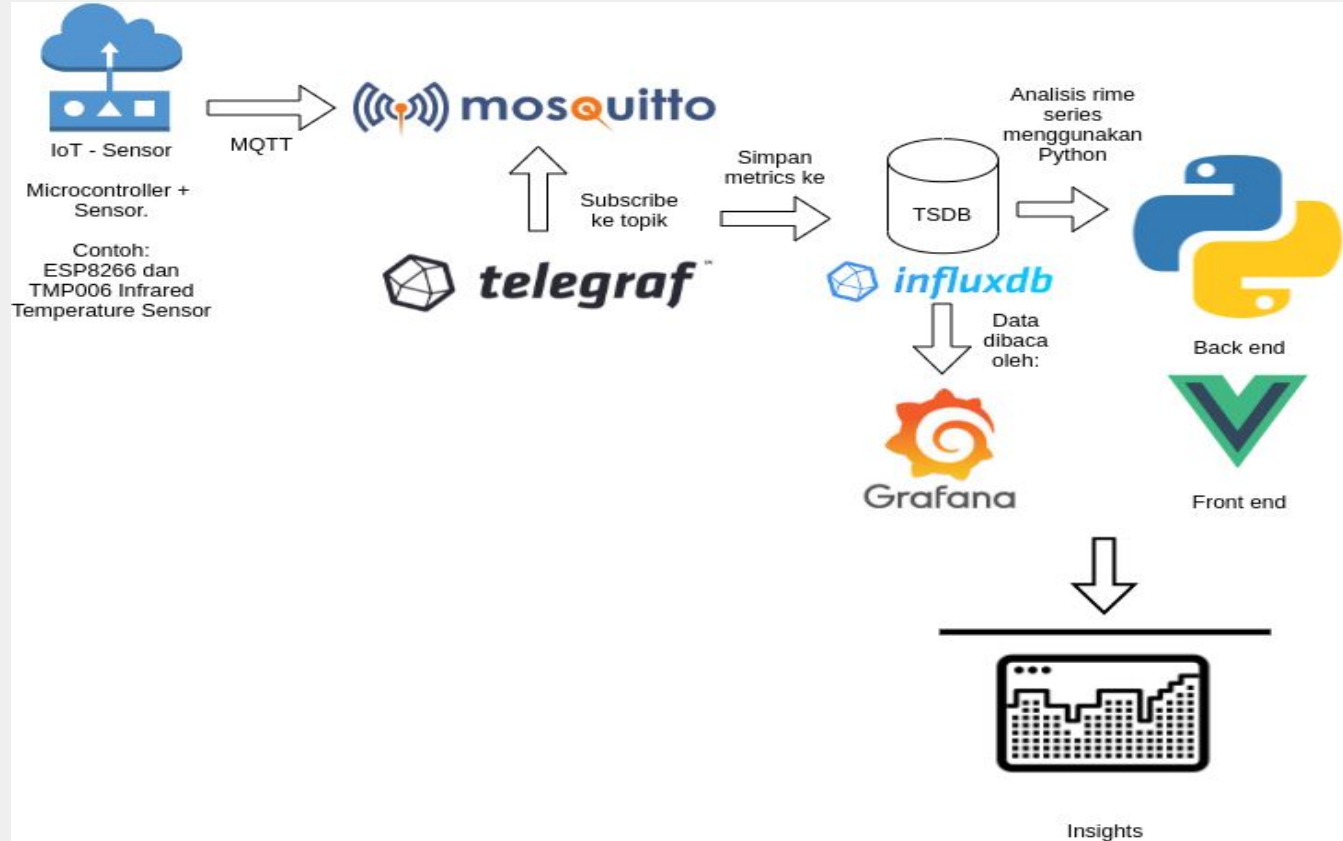 IoT - Sensor
Microcontroller +
Sensor.
Contoh:
ESP8266 dan
TMP006 Infrared
Temperature Sensor
MQTT
mosquitto
Subscribe
ke topik
telegraf™
Simpan
metrics ke
TSDB
influxdb
Analisis rime
series
menggunakan
Python
Back end
Data
dibaca
oleh:
Grafana
Front end
Insights